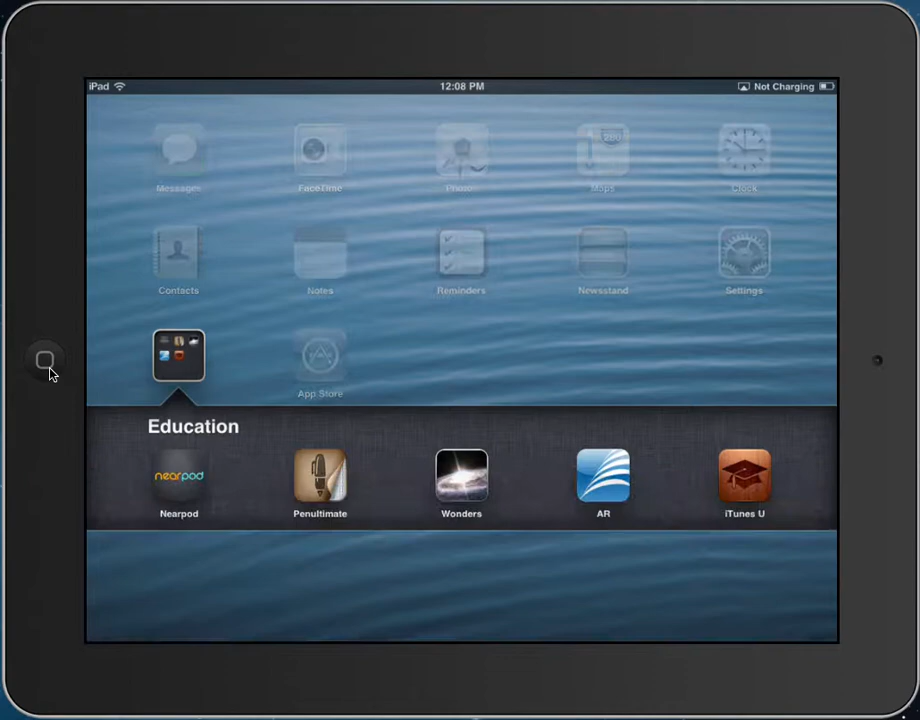 iPad 12:08 PM Not Charging
Messages FaceTime Photos Maps Clock
Contacts Notes Reminders Newsstand Settings
App Store
Education
nearpod
Nearpod Penultimate Wonders AR iTunes U